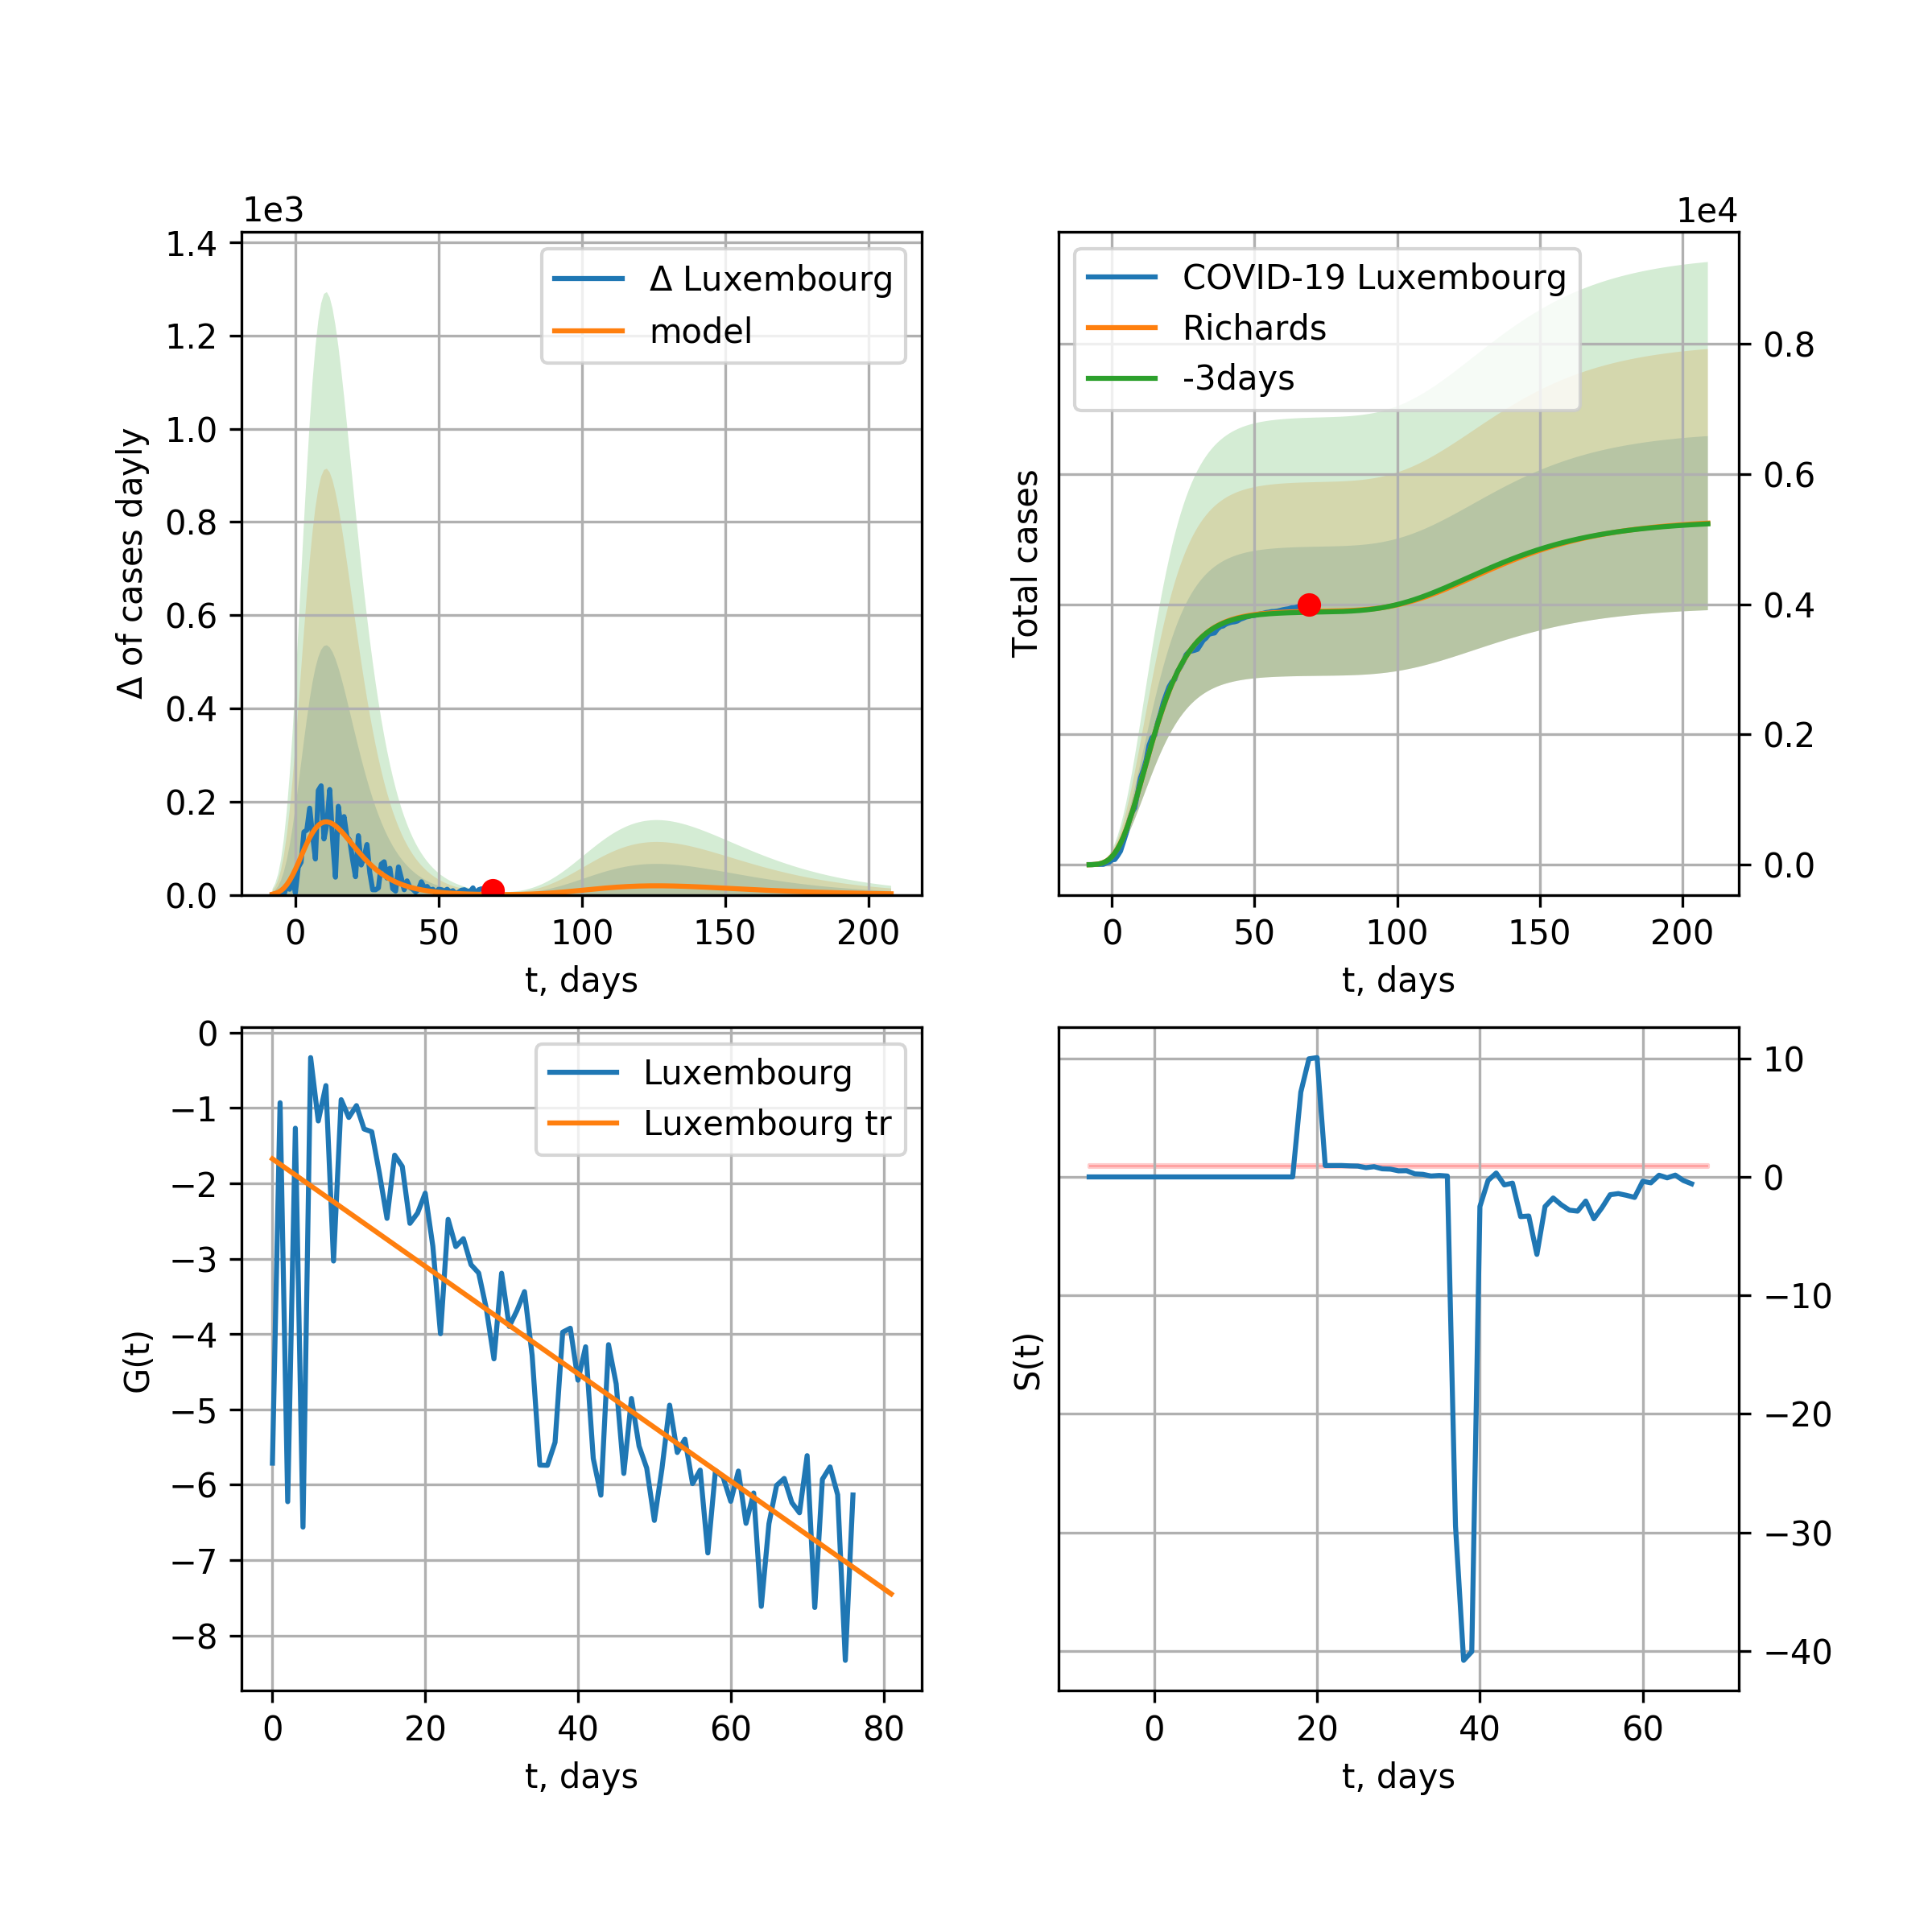 1e3
1.4
1.2
1.0
0.8
0.6
0.4
0.2
0.0
Δ of cases dayly
Δ Luxembourg
model
0 50 100 150 200
t, days
1e4
COVID-19 Luxembourg
Richards
-3days
Total cases
0.8
0.6
0.4
0.2
0.0
0 50 100 150 200
t, days
0
−1
−2
−3
−4
−5
−6
−7
−8
G(t)
Luxembourg
Luxembourg tr
0 20 40 60 80
t, days
S(t)
10
0
−10
−20
−30
−40
0 20 40 60
t, days